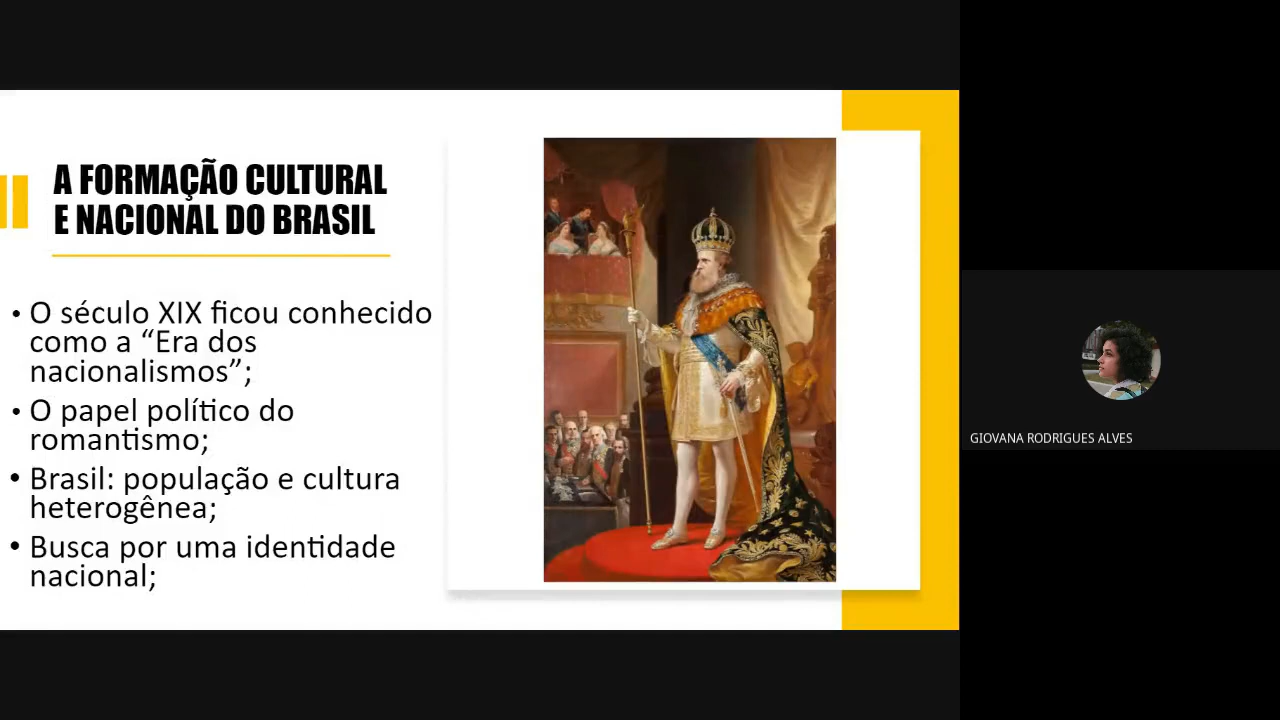 A FORMAÇÃO CULTURAL
E NACIONAL DO BRASIL
• O século XIX ficou conhecido
como a “Era dos
nacionalismos”;
• O papel político do
romantismo;
• Brasil: população e cultura
heterogênea;
• Busca por uma identidade
nacional;
GIOVANA RODRIGUES ALVES